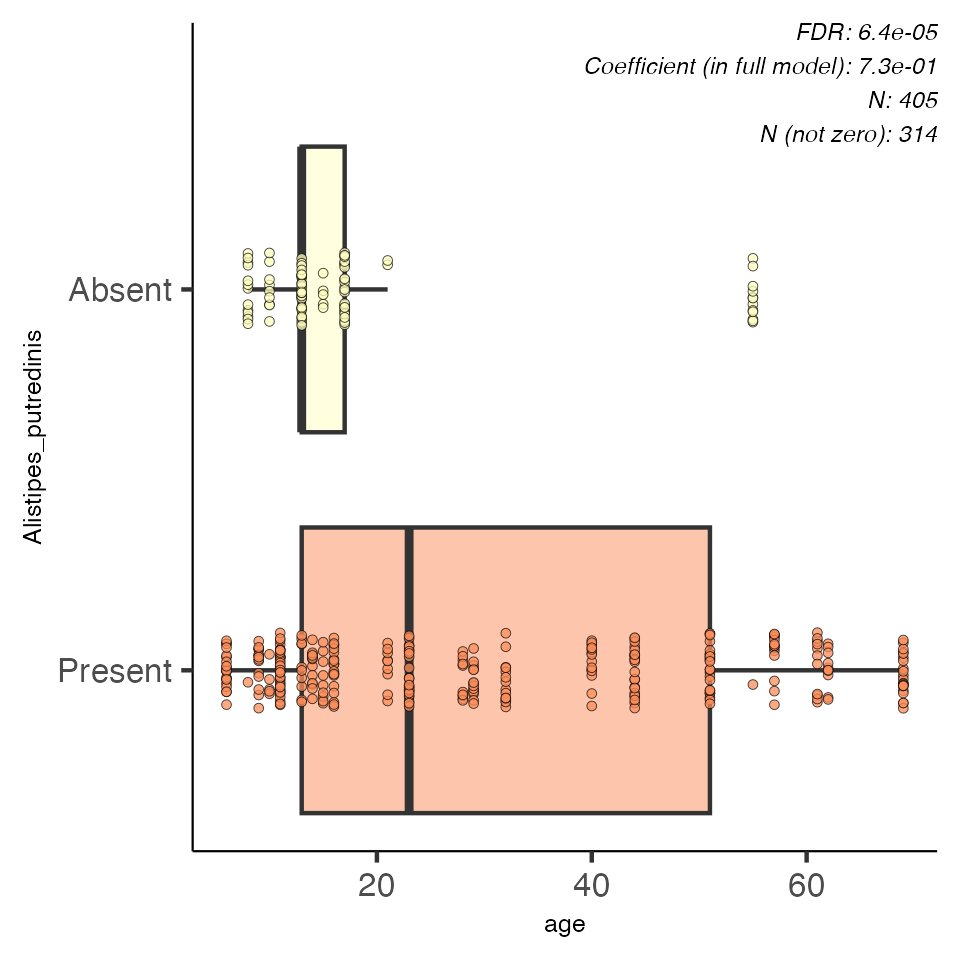 FDR: 6.4e-05
Coefficient (in full model): 7.3e-01
N: 405
N (not zero): 314
Absent
Alistipes_putredinis
Present
20 40 60
age